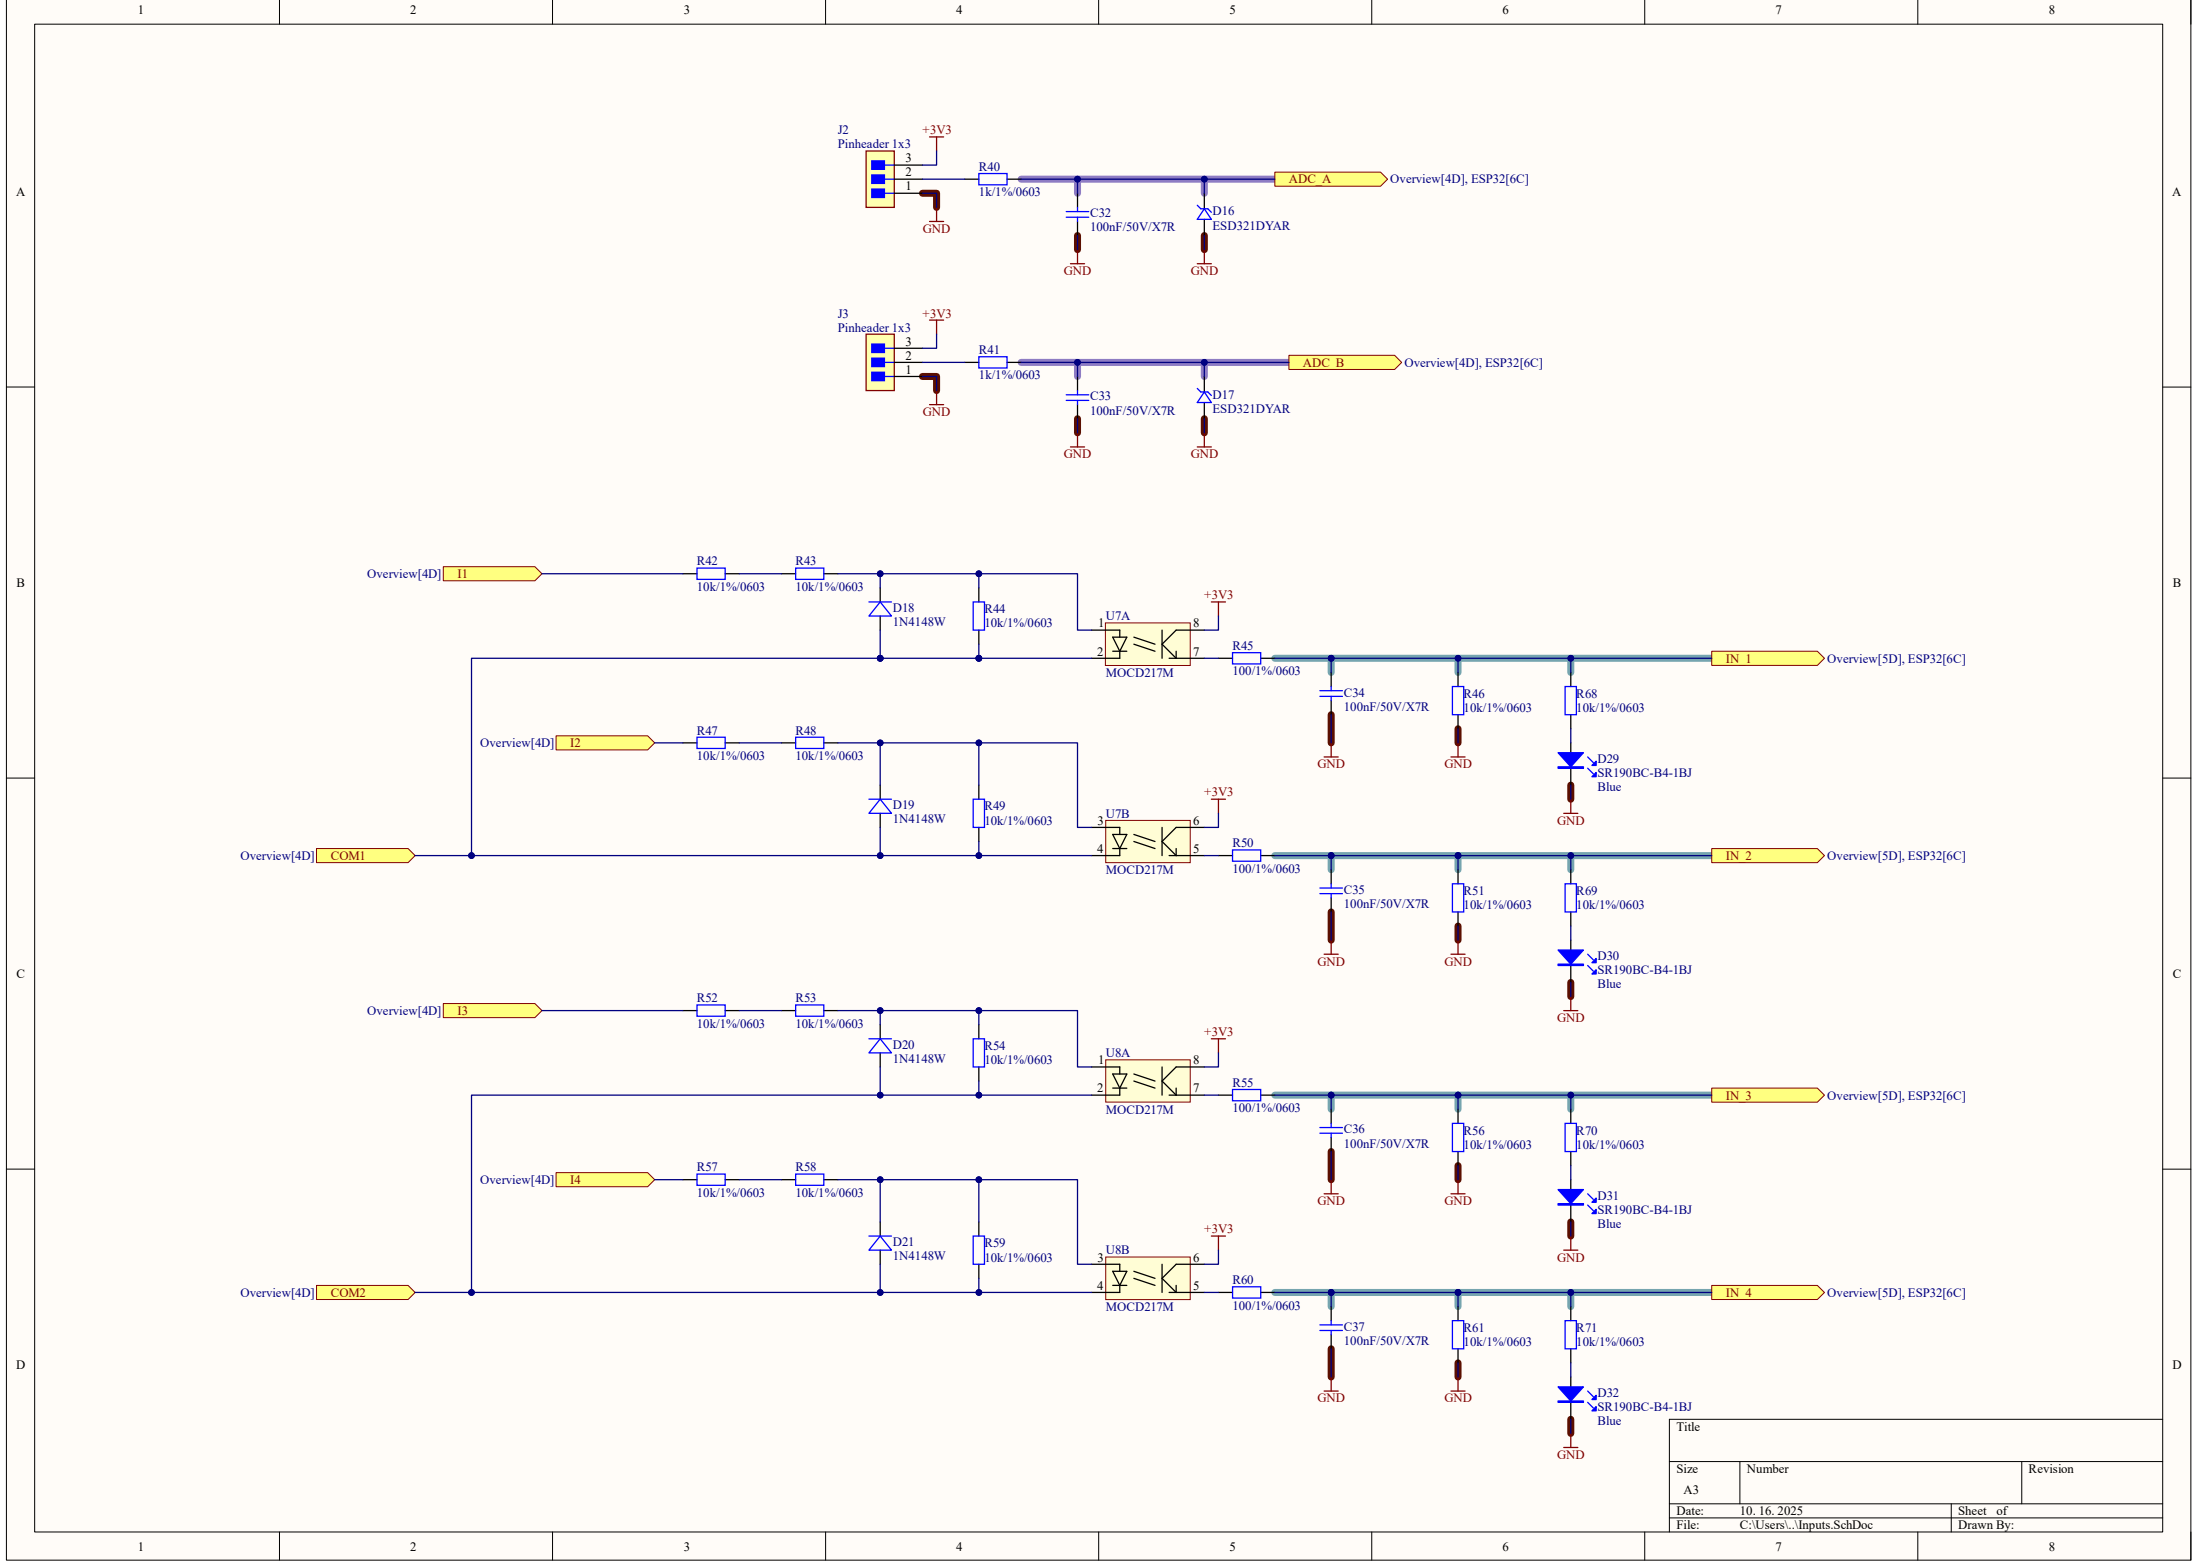 1 2 3 4 5 6 7 8
A
A
B
B
C
C
D
D
J2
Pinheader 1x3
+3V3
3
2
1
GND
R40
1k/1%/0603
C32
100nF/50V/X7R
GND
D16
ESD321DYAR
GND
ADC_A
Overview[4D], ESP32[6C]
J3
Pinheader 1x3
+3V3
3
2
1
GND
R41
1k/1%/0603
C33
100nF/50V/X7R
GND
D17
ESD321DYAR
GND
ADC_B
Overview[4D], ESP32[6C]
Overview[4D]
I1
R42
10k/1%/0603
R43
10k/1%/0603
D18
1N4148W
R44
10k/1%/0603
U7A
1
2
8
7
MOCD217M
+3V3
R45
100/1%/0603
C34
100nF/50V/X7R
GND
R46
10k/1%/0603
GND
R68
10k/1%/0603
D29
SR190BC-B4-1BJ
Blue
GND
IN_1
Overview[5D], ESP32[6C]
Overview[4D]
I2
R47
10k/1%/0603
R48
10k/1%/0603
D19
1N4148W
R49
10k/1%/0603
Overview[4D]
COM1
U7B
3
4
6
5
MOCD217M
+3V3
R50
100/1%/0603
C35
100nF/50V/X7R
GND
R51
10k/1%/0603
GND
R69
10k/1%/0603
D30
SR190BC-B4-1BJ
Blue
GND
IN_2
Overview[5D], ESP32[6C]
Overview[4D]
I3
R52
10k/1%/0603
R53
10k/1%/0603
D20
1N4148W
R54
10k/1%/0603
U8A
1
2
8
7
MOCD217M
+3V3
R55
100/1%/0603
C36
100nF/50V/X7R
GND
R56
10k/1%/0603
GND
R70
10k/1%/0603
D31
SR190BC-B4-1BJ
Blue
GND
IN_3
Overview[5D], ESP32[6C]
Overview[4D]
I4
R57
10k/1%/0603
R58
10k/1%/0603
D21
1N4148W
R59
10k/1%/0603
Overview[4D]
COM2
U8B
3
4
6
5
MOCD217M
+3V3
R60
100/1%/0603
C37
100nF/50V/X7R
GND
R61
10k/1%/0603
GND
R71
10k/1%/0603
D32
SR190BC-B4-1BJ
Blue
GND
IN_4
Overview[5D], ESP32[6C]
Title
Size
A3
Number
Revision
Date: 10. 16. 2025
Sheet of
File: C:\Users\..\Inputs.SchDoc
Drawn By:
1 2 3 4 5 6 7 8